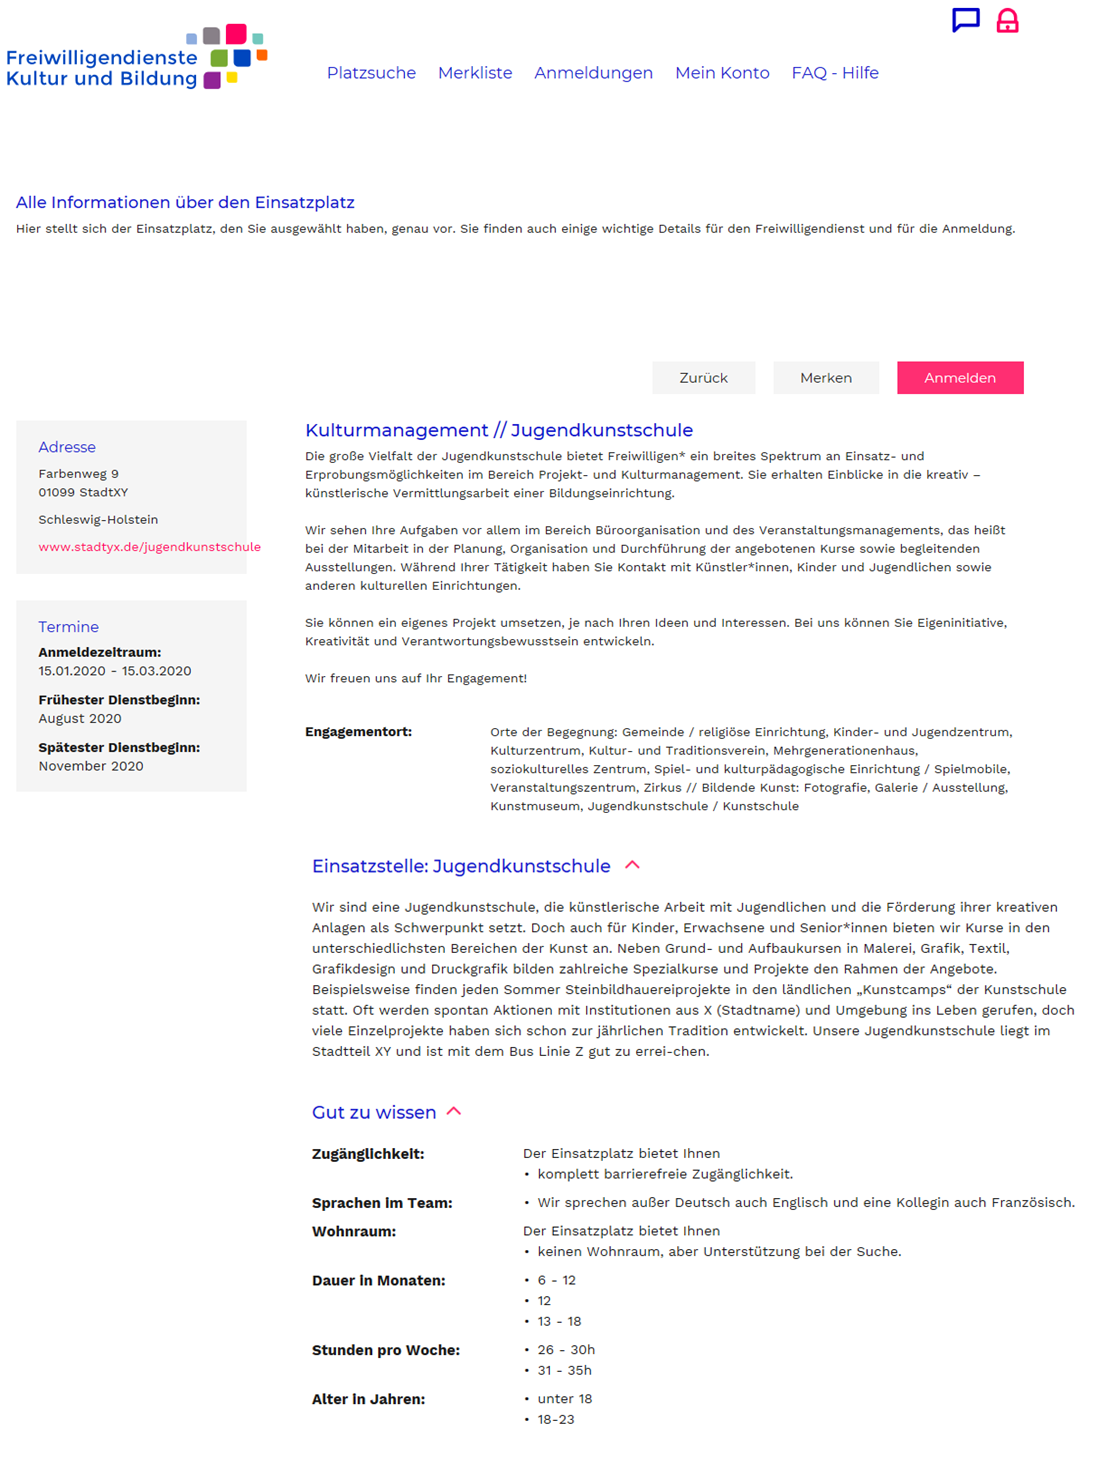 Freiwilligendienste
Kultur und Bildung
Platzsuche Merkliste Anmeldungen Mein Konto FAQ - Hilfe
Alle Informationen über den Einsatzplatz
Hier stellt sich der Einsatzplatz, den Sie ausgewählt haben, genau vor. Sie finden auch einige wichtige Details für den Freiwilligendienst und für die Anmeldung.
Zurück Merken Anmelden
Adresse
Farbenweg 9
01099 StadtXY
Schleswig-Holstein
www.stadtyx.de/jugendkunstschule
Termine
Anmeldezeitraum:
15.01.2020 - 15.03.2020
Frühester Dienstbeginn:
August 2020
Spätester Dienstbeginn:
November 2020
Kulturmanagement // Jugendkunstschule
Die große Vielfalt der Jugendkunstschule bietet Freiwilligen* ein breites Spektrum an Einsatz- und
Erprobungsmöglichkeiten im Bereich Projekt- und Kulturmanagement. Sie erhalten Einblicke in die kreativ –
künstlerische Vermittlungsarbeit einer Bildungseinrichtung.
Wir sehen Ihre Aufgaben vor allem im Bereich Büroorganisation und des Veranstaltungsmanagements, das heißt
bei der Mitarbeit in der Planung, Organisation und Durchführung der angebotenen Kurse sowie begleitenden
Ausstellungen. Während Ihrer Tätigkeit haben Sie Kontakt mit Künstler*innen, Kinder und Jugendlichen sowie
anderen kulturellen Einrichtungen.
Sie können ein eigenes Projekt umsetzen, je nach Ihren Ideen und Interessen. Bei uns können Sie Eigeninitiative,
Kreativität und Verantwortungsbewusstsein entwickeln.
Wir freuen uns auf Ihr Engagement!
Engagementort: Orte der Begegnung: Gemeinde / religiöse Einrichtung, Kinder- und Jugendzentrum,
Kulturzentrum, Kultur- und Traditionsverein, Mehrgenerationenhaus,
soziokulturelles Zentrum, Spiel- und kulturpädagogische Einrichtung / Spielmobile,
Veranstaltungszentrum, Zirkus // Bildende Kunst: Fotografie, Galerie / Ausstellung,
Kunstmuseum, Jugendkunstschule / Kunstschule
Einsatzstelle: Jugendkunstschule
Wir sind eine Jugendkunstschule, die künstlerische Arbeit mit Jugendlichen und die Förderung ihrer kreativen
Anlagen als Schwerpunkt setzt. Doch auch für Kinder, Erwachsene und Senior*innen bieten wir Kurse in den
unterschiedlichsten Bereichen der Kunst an. Neben Grund- und Aufbaukursen in Malerei, Grafik, Textil,
Grafikdesign und Druckgrafik bilden zahlreiche Spezialkurse und Projekte den Rahmen der Angebote.
Beispielsweise finden jeden Sommer Steinbildhauereiprojekte in den ländlichen „Kunstcamps“ der Kunstschule
statt. Oft werden spontan Aktionen mit Institutionen aus X (Stadtname) und Umgebung ins Leben gerufen, doch
viele Einzelprojekte haben sich schon zur jährlichen Tradition entwickelt. Unsere Jugendkunstschule liegt im
Stadtteil XY und ist mit dem Bus Linie Z gut zu errei-chen.
Gut zu wissen
Zugänglichkeit: Der Einsatzplatz bietet Ihnen
• komplett barrierefreie Zugänglichkeit.
Sprachen im Team: • Wir sprechen außer Deutsch auch Englisch und eine Kollegin auch Französisch.
Wohnraum: Der Einsatzplatz bietet Ihnen
• keinen Wohnraum, aber Unterstützung bei der Suche.
Dauer in Monaten: • 6 - 12
• 12
• 13 - 18
Stunden pro Woche: • 26 - 30h
• 31 - 35h
Alter in Jahren: • unter 18
• 18-23